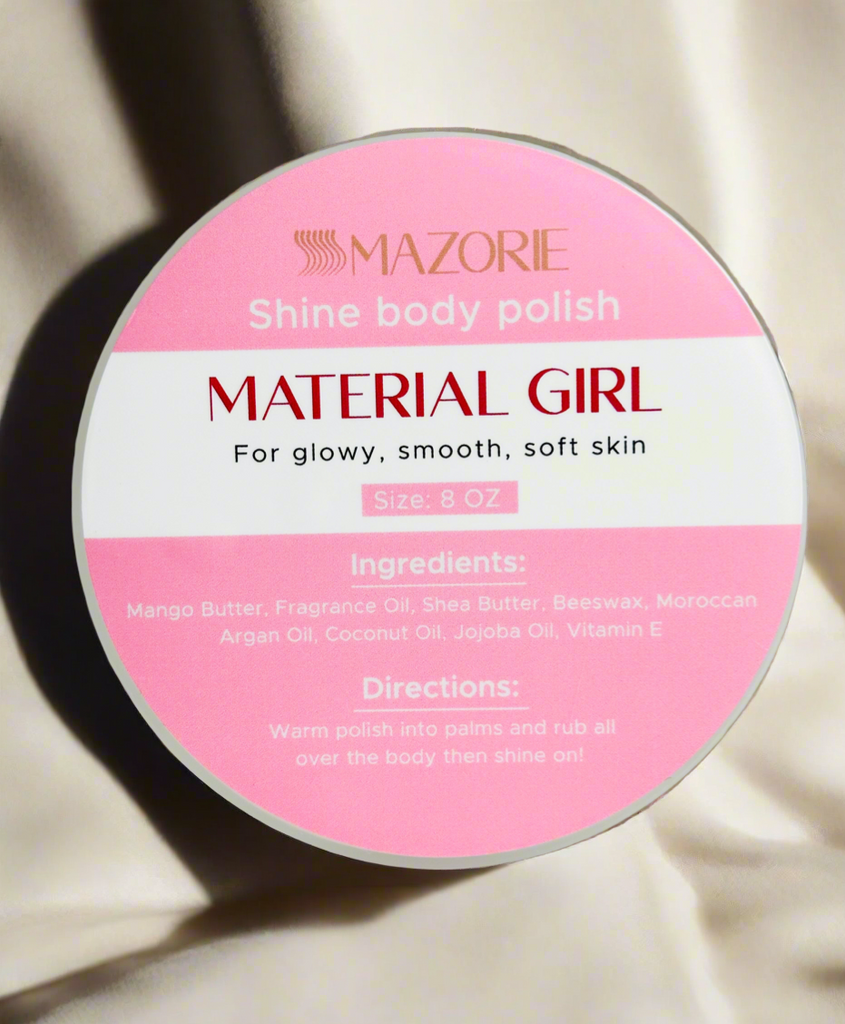 MAZORIE
Shine body polish
MATERIAL GIRL
For glowy, smooth, soft skin
Size: 8 OZ
Ingredients:
Mango Butter, Fragrance Oil, Shea Butter, Beeswax, Moroccan
Argan Oil, Coconut Oil, Jojoba Oil, Vitamin E
Directions:
Warm polish into palms and rub all
over the body then shine on!